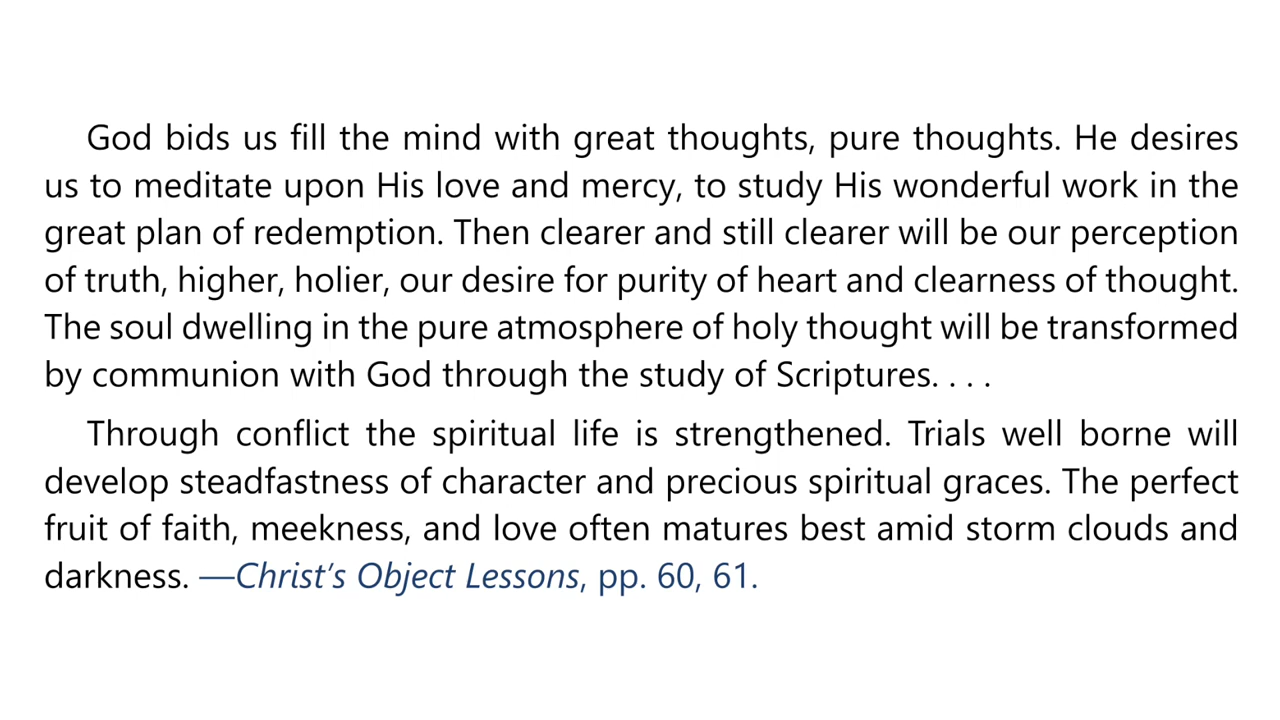 God bids us fill the mind with great thoughts, pure thoughts. He desires
us to meditate upon His love and mercy, to study His wonderful work in the
great plan of redemption. Then clearer and still clearer will be our perception
of truth, higher, holier, our desire for purity of heart and clearness of thought.
The soul dwelling in the pure atmosphere of holy thought will be transformed
by communion with God through the study of Scriptures. . . .
Through conflict the spiritual life is strengthened. Trials well borne will
develop steadfastness of character and precious spiritual graces. The perfect
fruit of faith, meekness, and love often matures best amid storm clouds and
darkness. —Christ’s Object Lessons, pp. 60, 61.